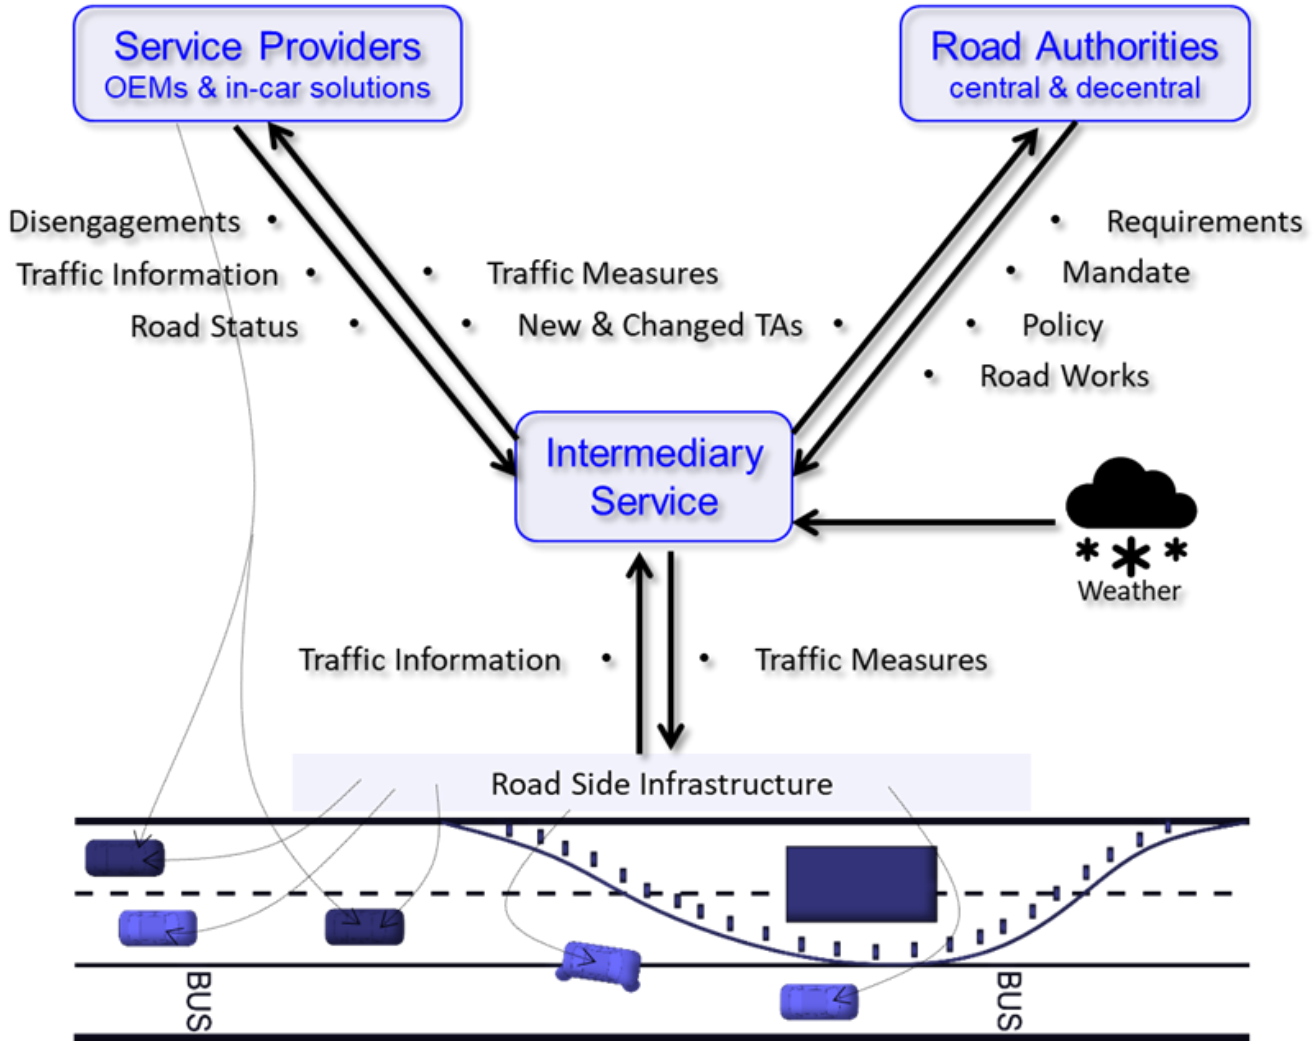 Service Providers
OEMs & in-car solutions
Road Authorities
central & decentral
Disengagements •
Traffic Information •
Road Status •
• Traffic Measures
• New & Changed TAs •
• Requirements
• Mandate
• Policy
• Road Works
Intermediary
Service
Weather
Traffic Information •
• Traffic Measures
Road Side Infrastructure
BUS
BUS